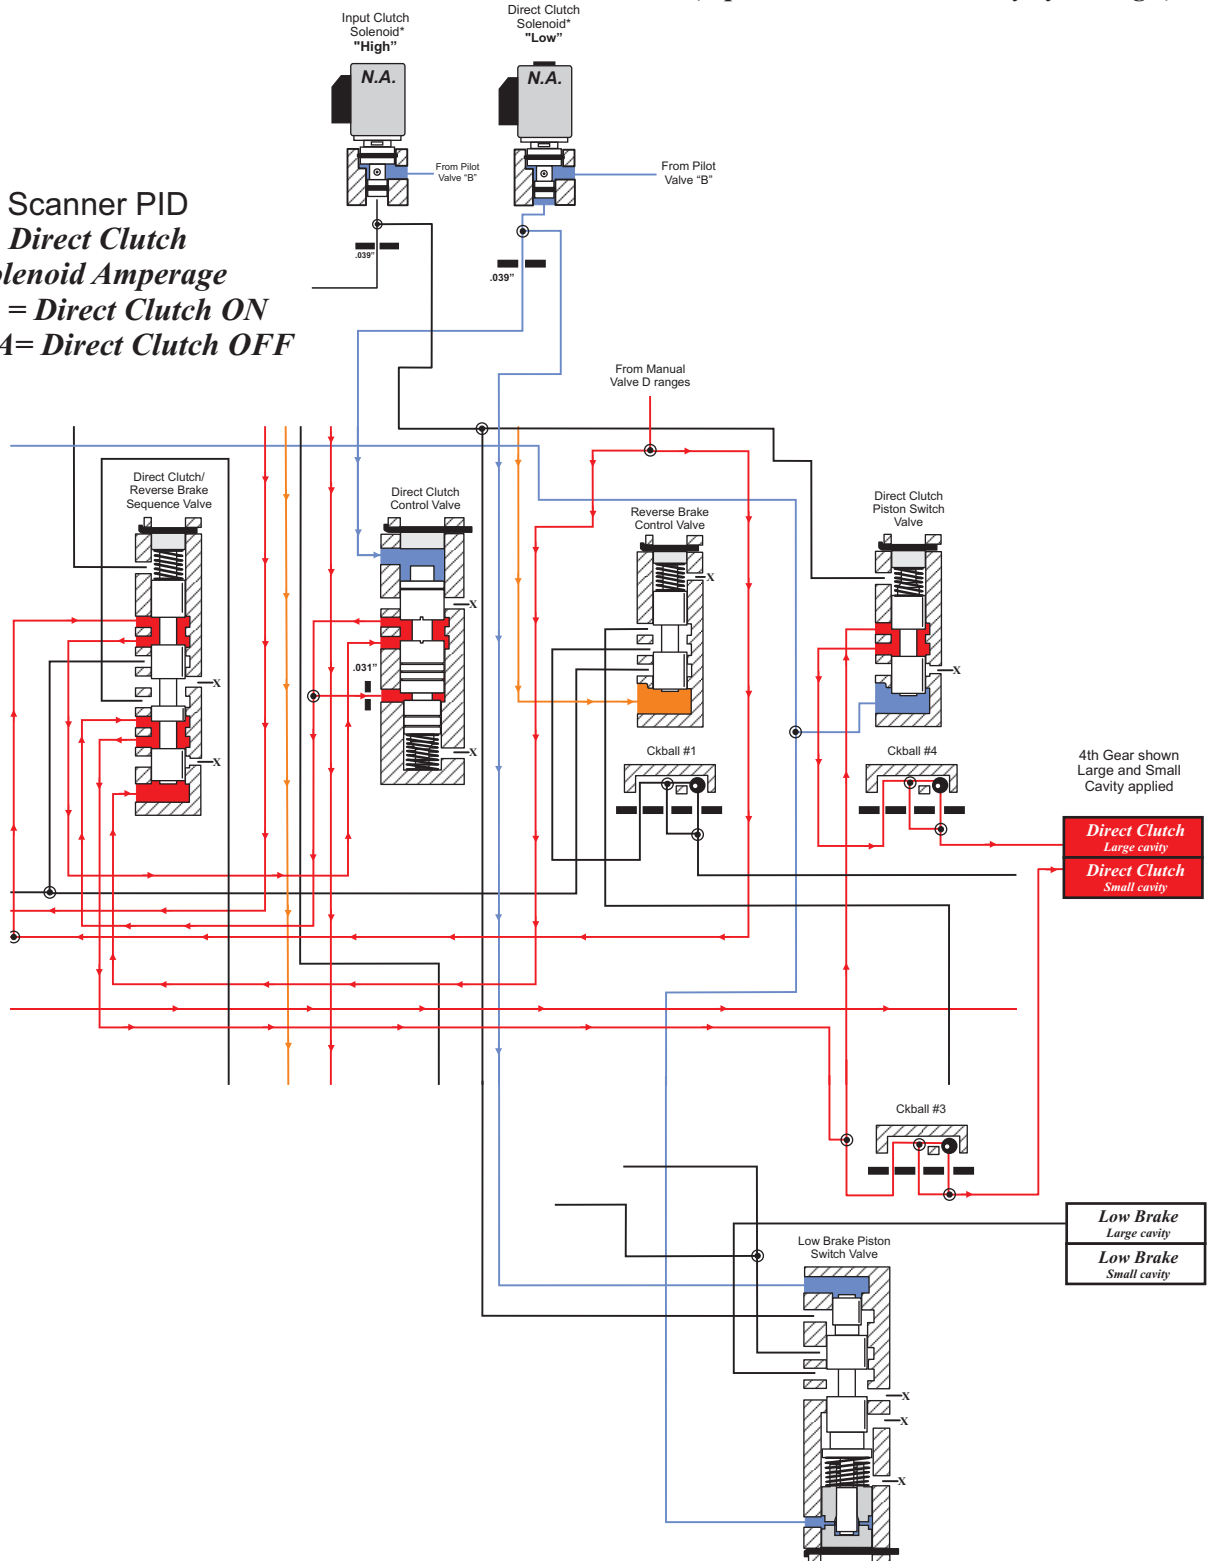 Input Clutch
Solenoid*
"High"
Direct Clutch
Solenoid*
"Low"
N.A.
N.A.
From Pilot
Valve "B"
From Pilot
Valve "B"
Scanner PID
Direct Clutch
Solenoid Amperage
= Direct Clutch ON
A= Direct Clutch OFF
.039"
.039"
From Manual
Valve D ranges
Direct Clutch/
Reverse Brake
Sequence Valve
Direct Clutch
Control Valve
Reverse Brake
Control Valve
Direct Clutch
Piston Switch
Valve
X
X
X
X
.031"
X
X
X
X
Ckball #1
Ckball #4
4th Gear shown
Large and Small
Cavity applied
Direct Clutch
Large cavity
Direct Clutch
Small cavity
Ckball #3
Low Brake
Large cavity
Low Brake
Small cavity
Low Brake Piston
Switch Valve
X
X
X